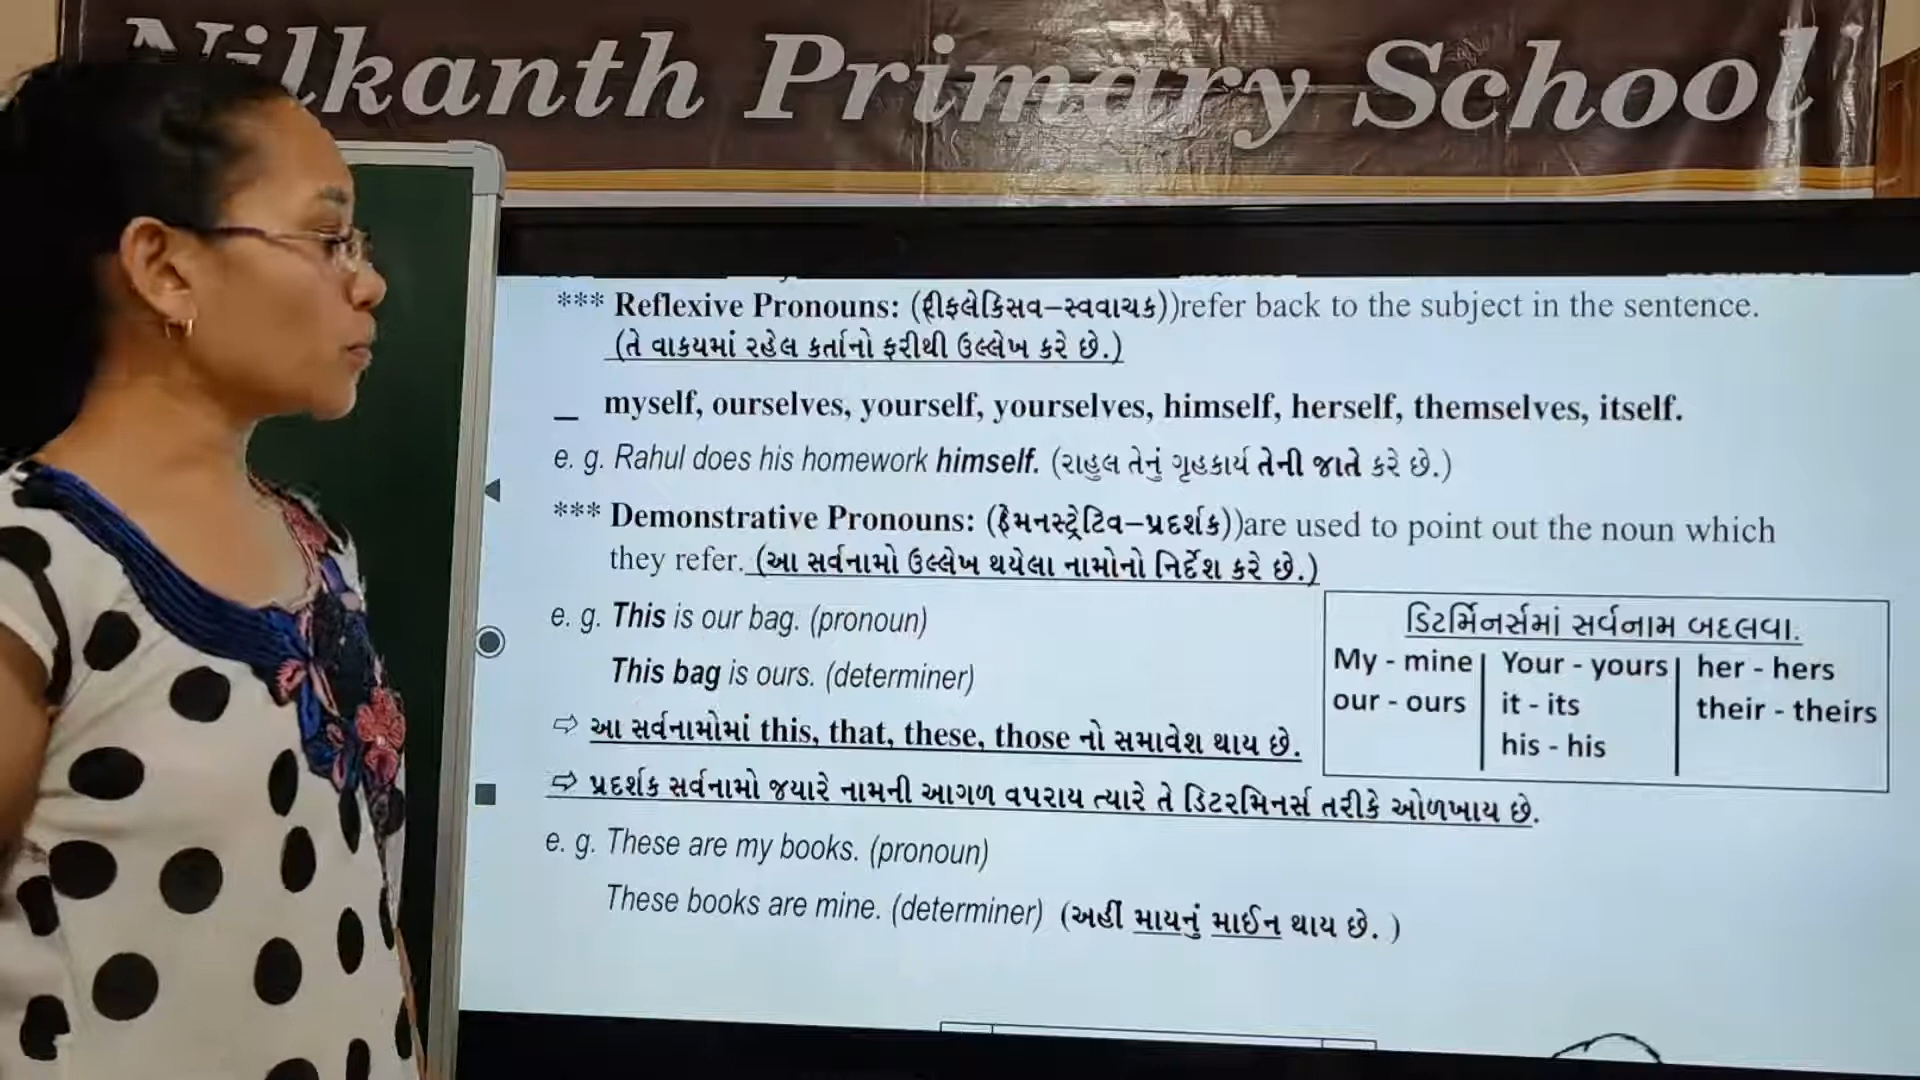 Nilkanth Primary School
*** Reflexive Pronouns: (રીફલેકિસવ–સ્વવાચક))refer back to the subject in the sentence.
(તે વાકયમાં રહેલ કર્તાનો ફરીથી ઉલ્લેખ કરે છે.)
_ myself, ourselves, yourself, yourselves, himself, herself, themselves, itself.
e. g. Rahul does his homework himself. (રાહુલ તેનું ગૃહકાર્ય તેની જાતે કરે છે.)
*** Demonstrative Pronouns: (ડેમનસ્ટ્રેટિવ–પ્રદર્શક))are used to point out the noun which
they refer. (આ સર્વનામો ઉલ્લેખ થયેલા નામોનો નિર્દેશ કરે છે.)
e. g. This is our bag. (pronoun)
This bag is ours. (determiner)
⇨ આ સર્વનામોમાં this, that, these, those નો સમાવેશ થાય છે.
ડિટર્મિનર્સમાં સર્વનામ બદલવા.
My - mine Your - yours her - hers
our - ours it - its their - theirs
his - his
⇨ પ્રદર્શક સર્વનામો જયારે નામની આગળ વપરાય ત્યારે તે ડિટરમિનર્સ તરીકે ઓળખાય છે.
e. g. These are my books. (pronoun)
These books are mine. (determiner) (અહીં માયનું માઈન થાય છે. )